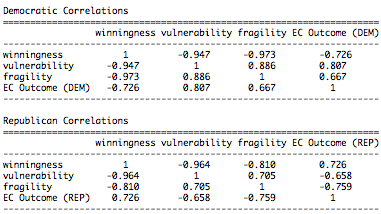 Democratic Correlations
winningness vulnerability fragility EC Outcome (DEM)
winningness 1 -0.947 -0.973 -0.726
vulnerability -0.947 1 0.886 0.807
fragility -0.973 0.886 1 0.667
EC Outcome (DEM) -0.726 0.807 0.667 1
Republican Correlations
winningness vulnerability fragility EC Outcome (REP)
winningness 1 -0.964 -0.810 0.726
vulnerability -0.964 1 0.705 -0.658
fragility -0.810 0.705 1 -0.759
EC Outcome (REP) 0.726 -0.658 -0.759 1